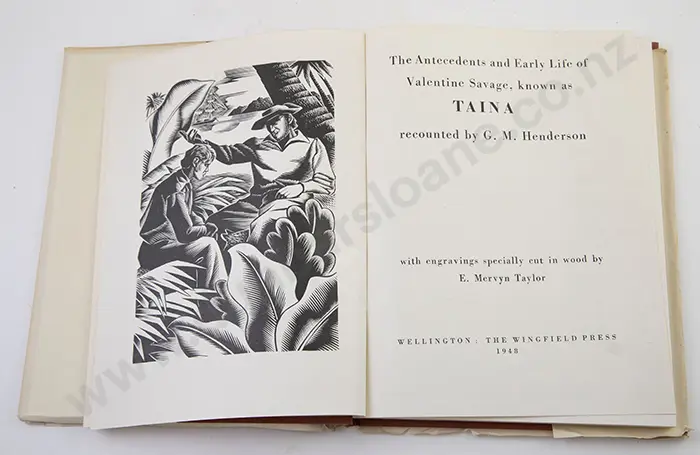 The Antecedents and Early Life of
Valentine Savage, known as
TAINA
recounted by G. M. Henderson
with engravings specially cut in wood by
E. Mervyn Taylor
WELLINGTON : THE WINGFIELD PRESS
1948